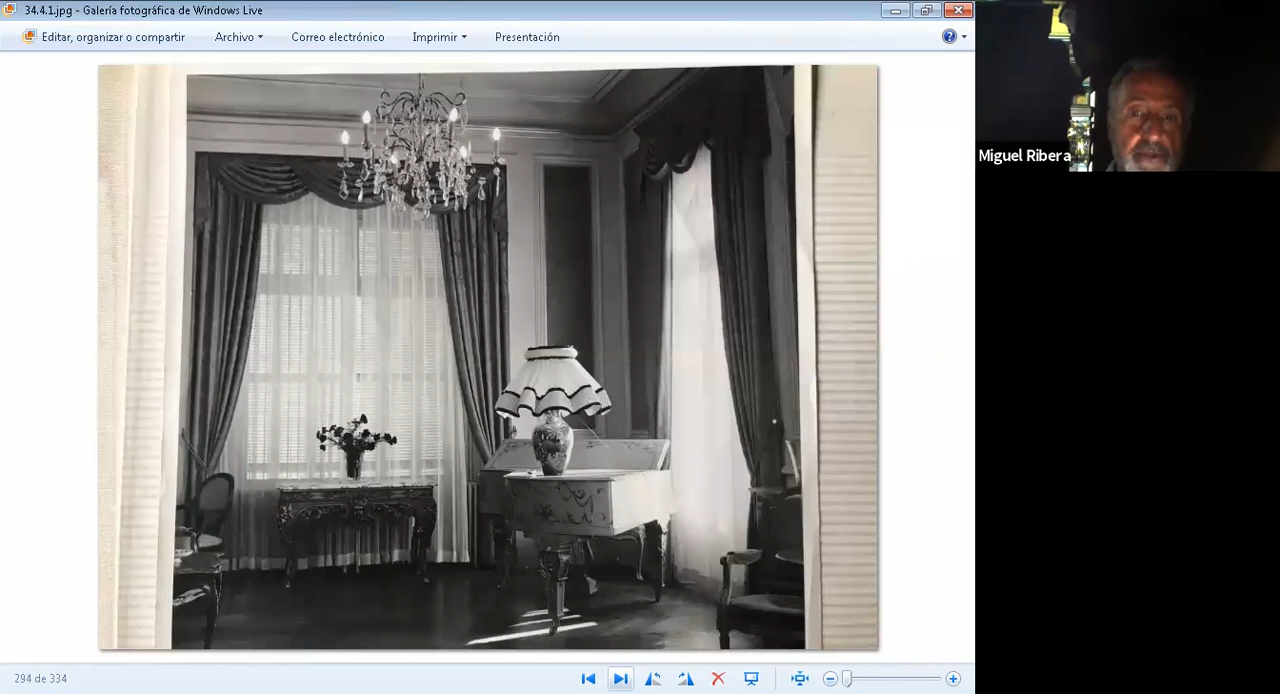 34.4.1.jpg - Galería fotográfica de Windows Live
Editar, organizar o compartir Archivo Correo electrónico Imprimir Presentación
Miguel Ribera
294 de 334